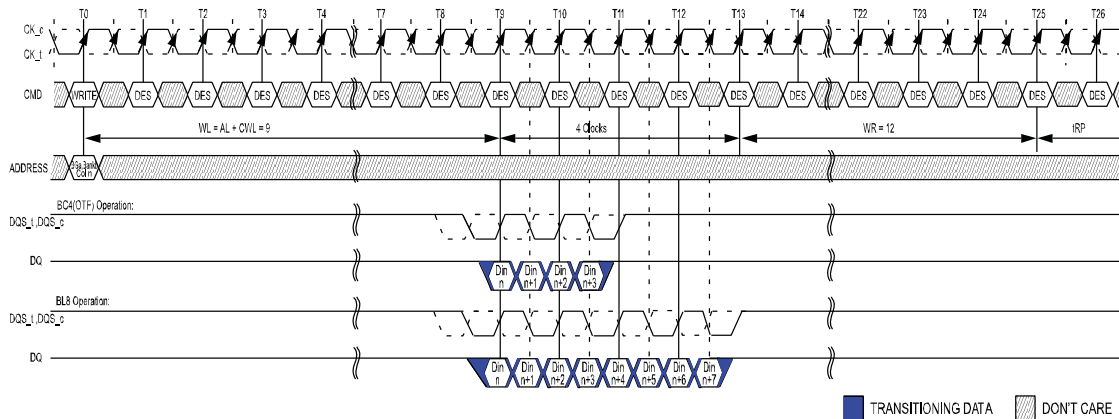 T0 T1 T2 T3 T4 T7 T8 T9 T10 T11 T12 T13 T14 T22 T23 T24 T25 T26
CK_c
CK_t
CMD WRITE DES DES DES DES DES DES DES DES DES DES DES DES DES DES DES DES DES
WL = AL + CWL = 9 4 Clocks WR = 12 tRP
ADDRESS
Col n
BC4(OTF) Operation:
DQS_t ,DQS_c
DQ Din n Din n+1 Din n+2 Din n+3
BL8 Operation:
DQS_t ,DQS_c
DQ Din n Din n+1 Din n+2 Din n+3 Din n+4 Din n+5 Din n+6 Din n+7
TRANSITIONING DATA DON'T CARE